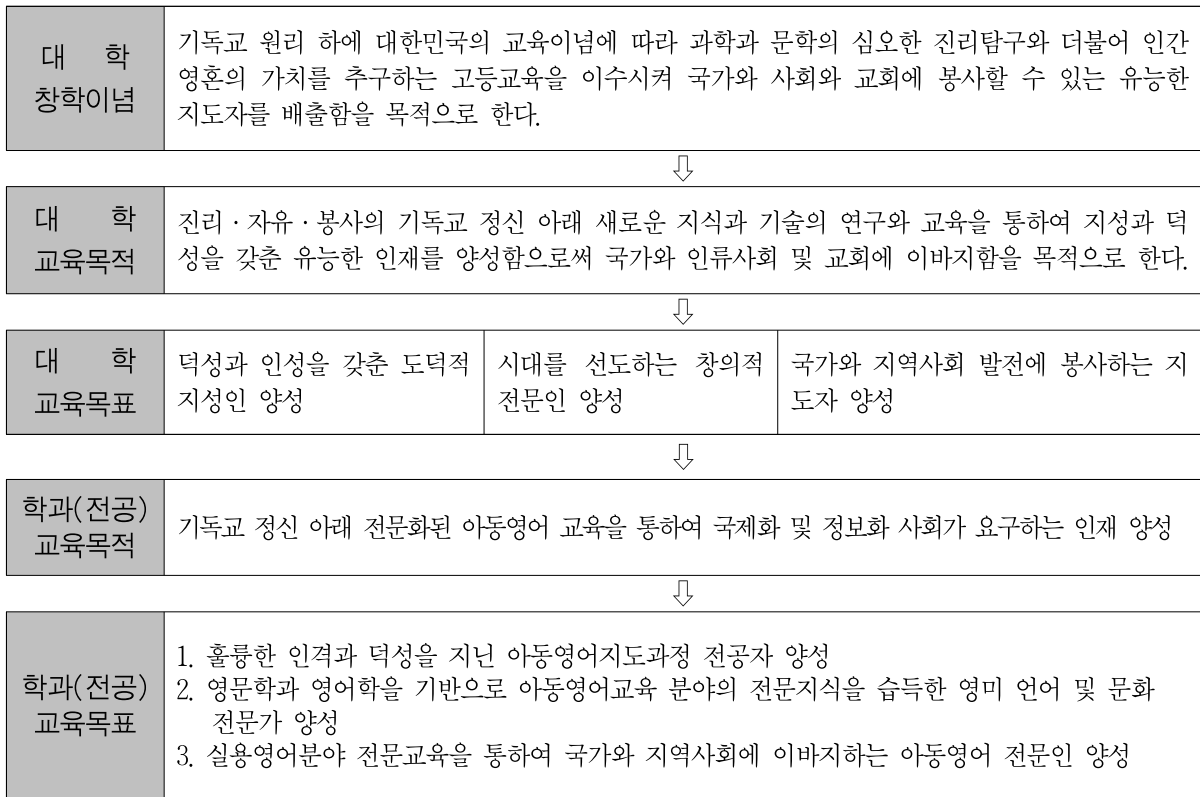 대 학
창학이념
기독교 원리 하에 대한민국의 교육이념에 따라 과학과 문학의 심오한 진리탐구와 더불어 인간
영혼의 가치를 추구하는 고등교육을 이수시켜 국가와 사회와 교회에 봉사할 수 있는 유능한
지도자를 배출함을 목적으로 한다.
⇩
대 학
교육목적
진리·자유·봉사의 기독교 정신 아래 새로운 지식과 기술의 연구와 교육을 통하여 지성과 덕
성을 갖춘 유능한 인재를 양성함으로써 국가와 인류사회 및 교회에 이바지함을 목적으로 한다.
⇩
대 학
교육목표
덕성과 인성을 갖춘 도덕적
지성인 양성
시대를 선도하는 창의적
전문인 양성
국가와 지역사회 발전에 봉사하는 지
도자 양성
⇩
학과(전공)
교육목적
기독교 정신 아래 전문화된 아동영어 교육을 통하여 국제화 및 정보화 사회가 요구하는 인재 양성
⇩
학과(전공)
교육목표
1. 훌륭한 인격과 덕성을 지닌 아동영어지도과정 전공자 양성
2. 영문학과 영어학을 기반으로 아동영어교육 분야의 전문지식을 습득한 영미 언어 및 문화
전문가 양성
3. 실용영어분야 전문교육을 통하여 국가와 지역사회에 이바지하는 아동영어 전문인 양성